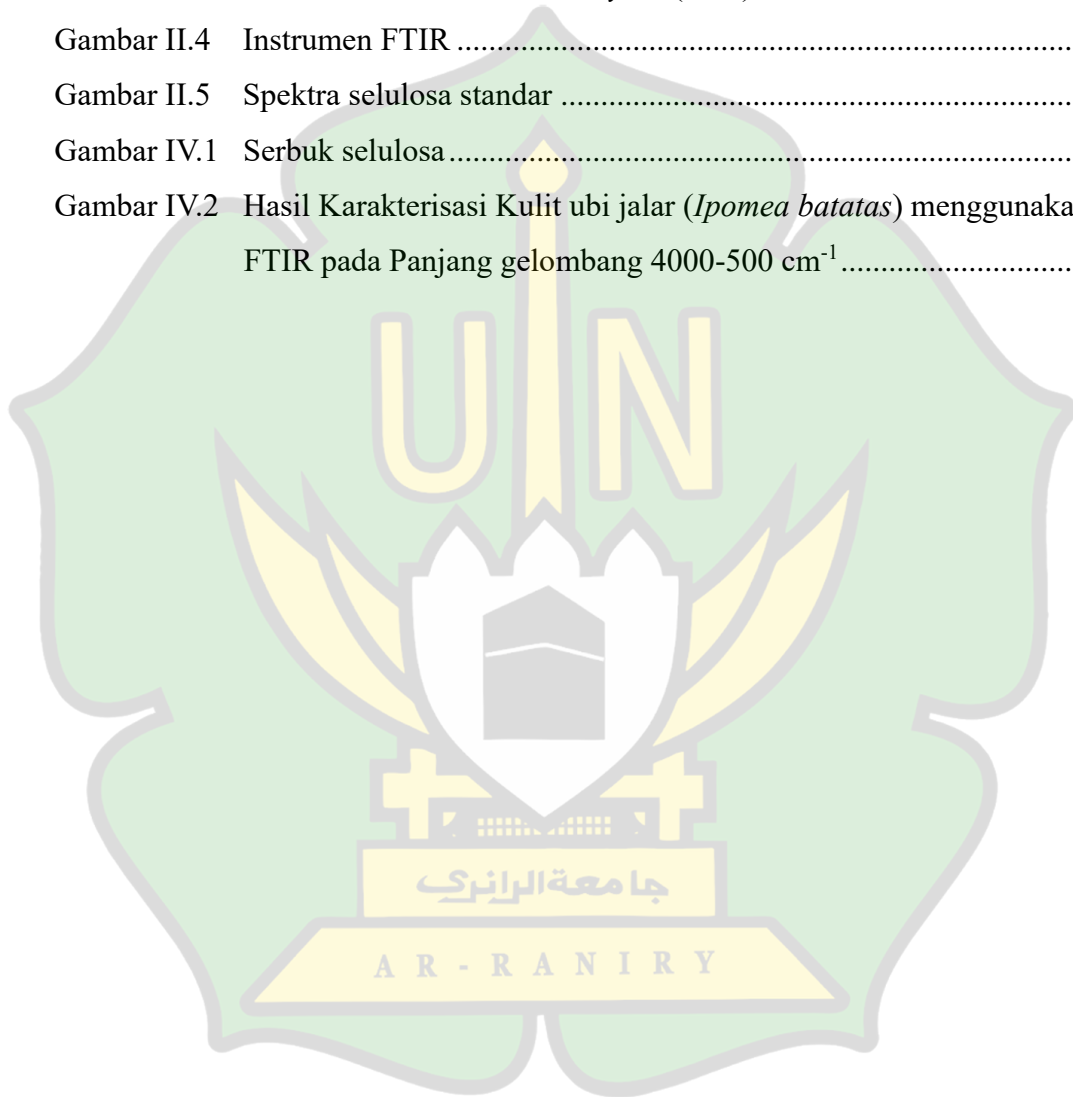 Gambar II.4 Instrumen FTIR ....................................................................................
Gambar II.5 Spektra selulosa standar .....................................................................
Gambar IV.1 Serbuk selulosa.....................................................................................
Gambar IV.2 Hasil Karakterisasi Kulit ubi jalar (Ipomea batatas) menggunaka
FTIR pada Panjang gelombang 4000-500 cm-1...............................
UIN
جامعة الرانري
AR-RANIRY